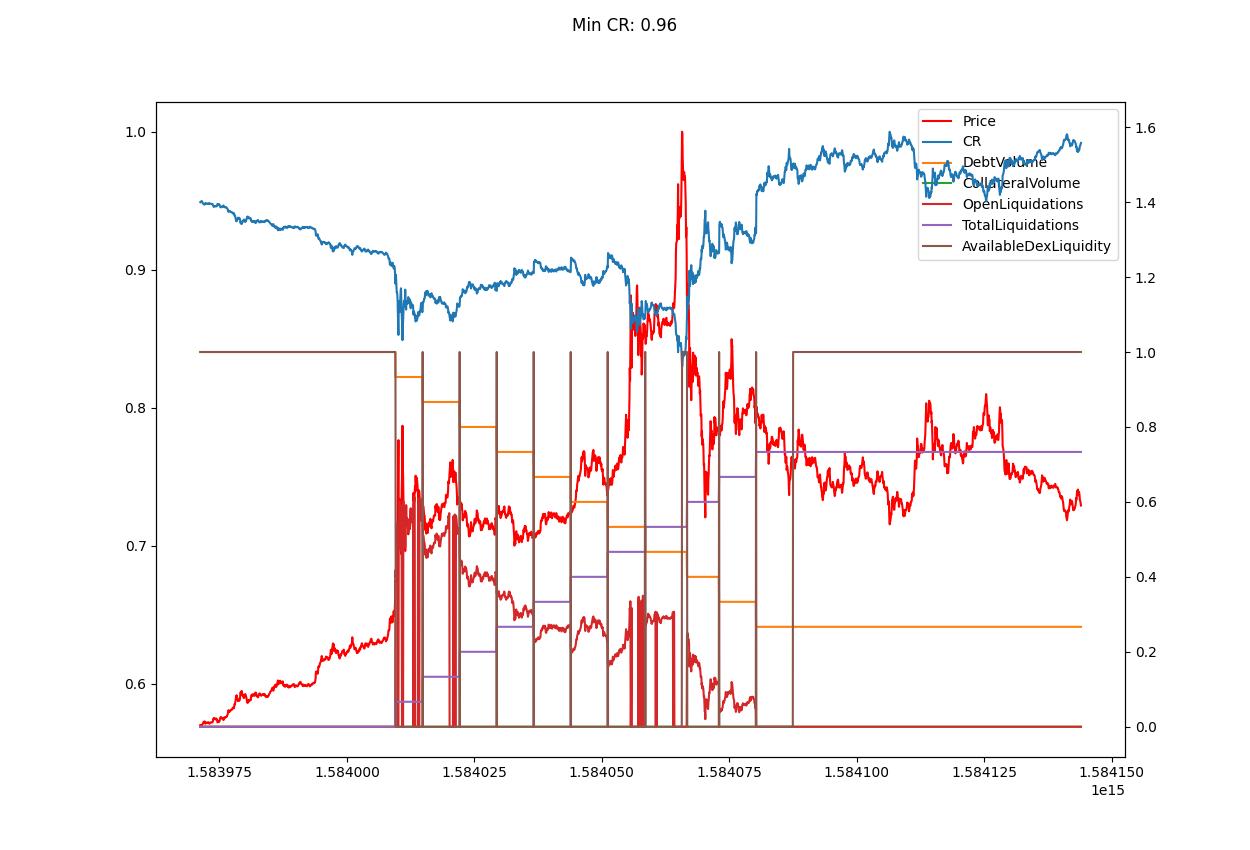 Min CR: 0.96
1.0
0.9
0.8
0.7
0.6
1.6
1.4
1.2
1.0
0.8
0.6
0.4
0.2
0.0
Price
CR
DebtVolume
CollateralVolume
OpenLiquidations
TotalLiquidations
AvailableDexLiquidity
1.583975 1.584000 1.584025 1.584050 1.584075 1.584100 1.584125 1.584150
1e15